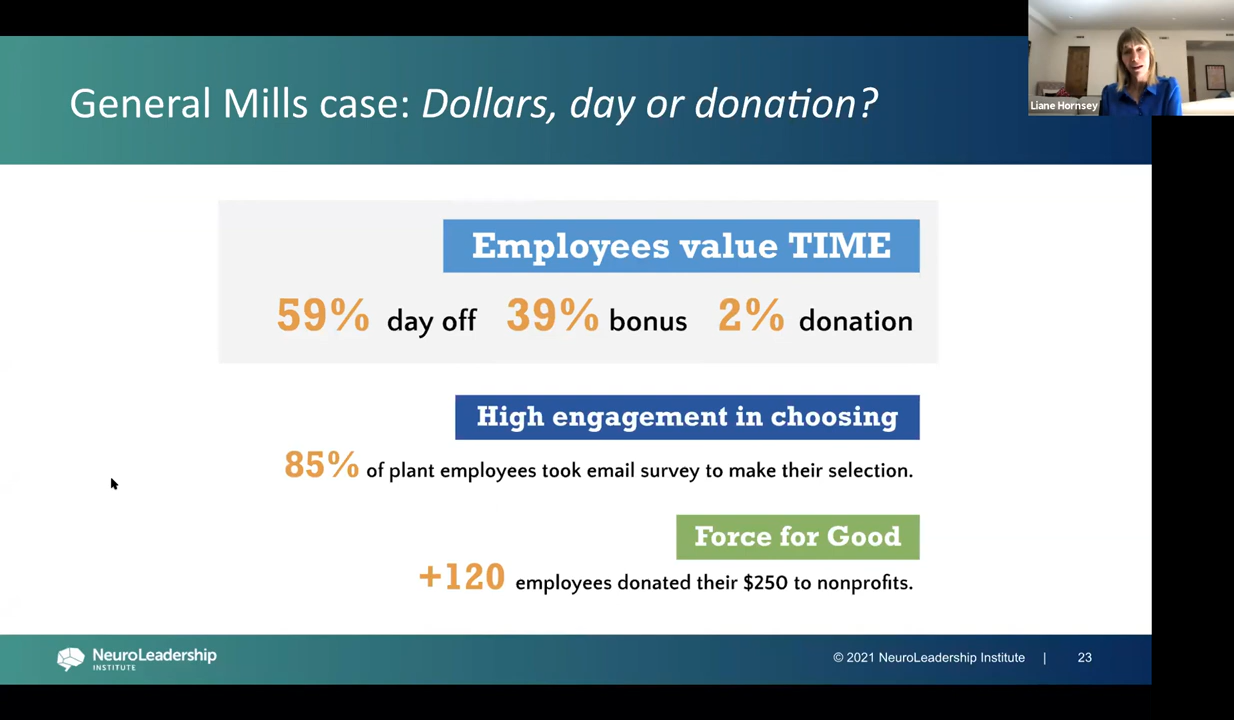 General Mills case: Dollars, day or donation?
Liane Hornsey
Employees value TIME
59% day off 39% bonus 2% donation
High engagement in choosing
85% of plant employees took email survey to make their selection.
Force for Good
+120 employees donated their $250 to nonprofits.
NeuroLeadership
INSTITUTE
© 2021 NeuroLeadership Institute | 23